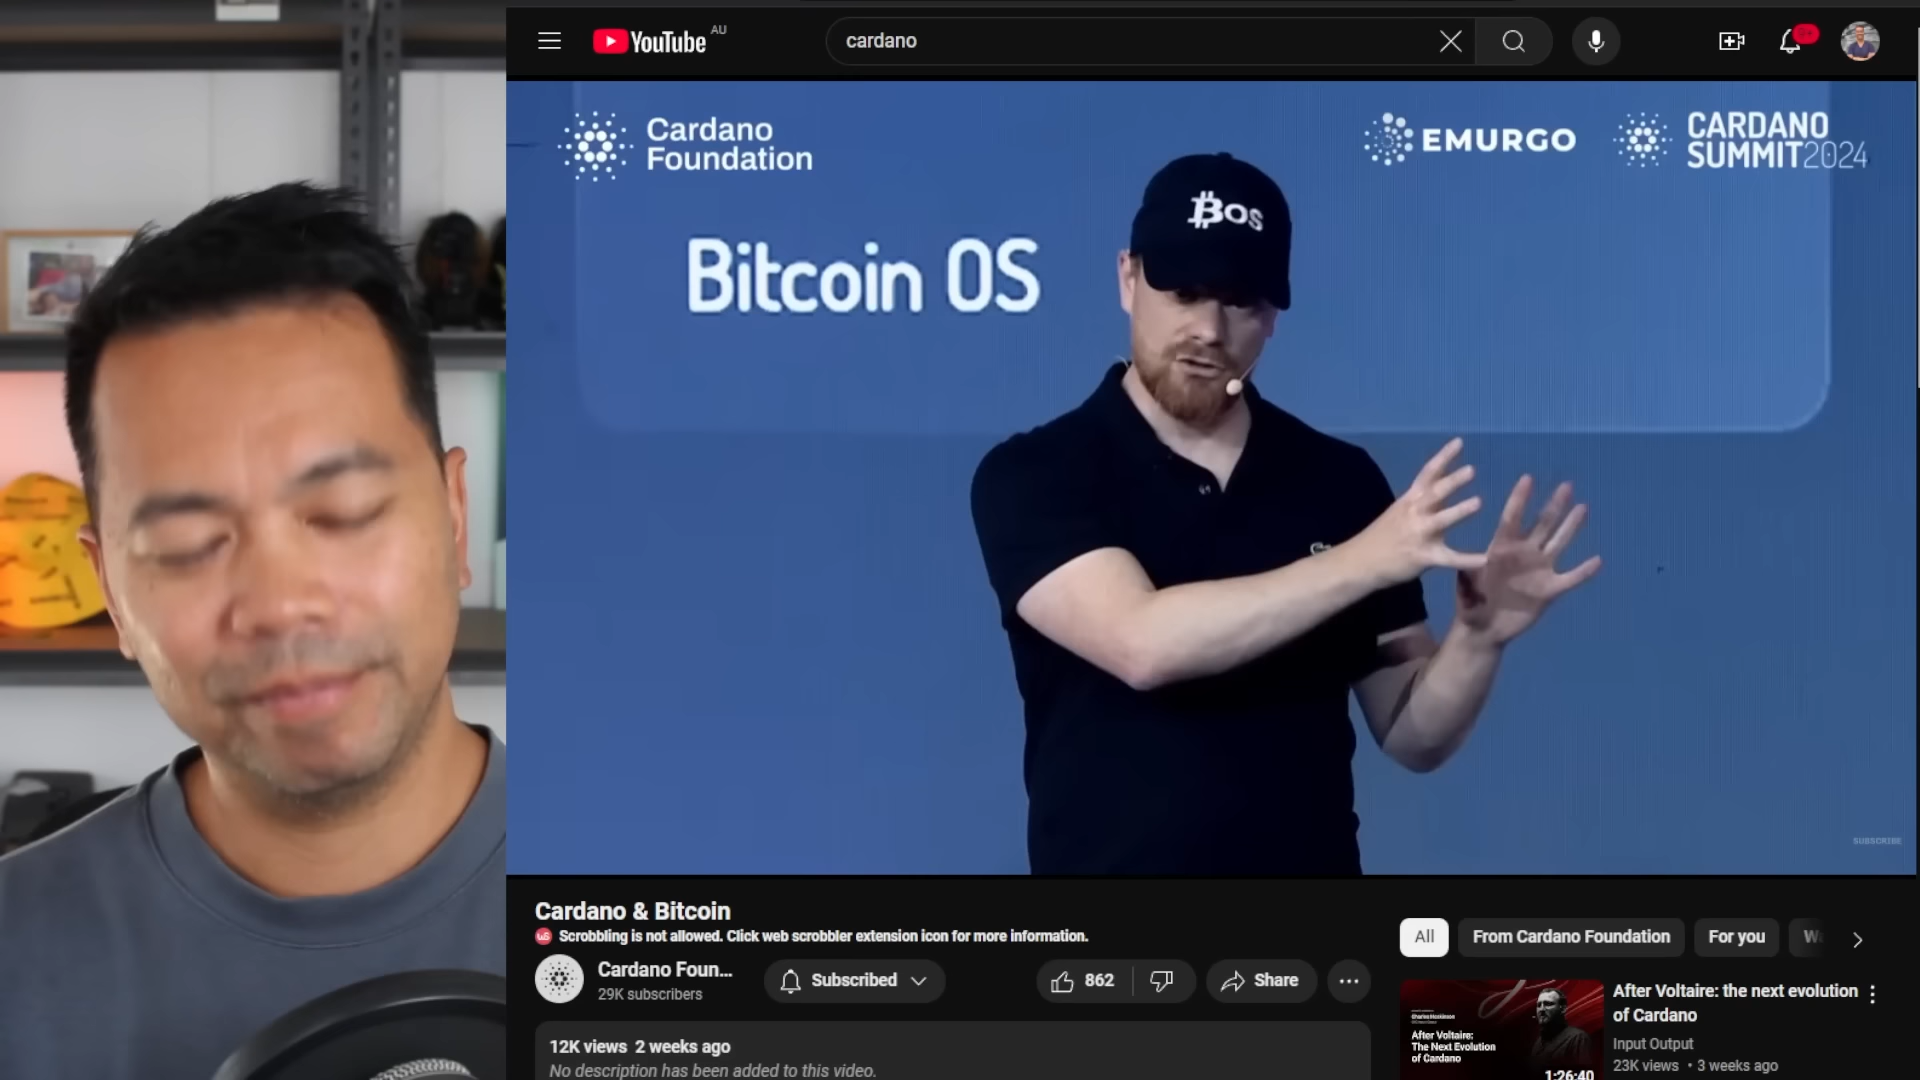 YouTube AU
cardano
Cardano
Foundation
EMURGO
CARDANO
SUMMIT2024
BOS
Bitcoin OS
SUBSCRIBE
Cardano & Bitcoin
Scrobbling is not allowed. Click web scrobbler extension icon for more information.
Cardano Foun...
29K subscribers
Subscribed
862
Share
All
From Cardano Foundation
For you
12K views 2 weeks ago
No description has been added to this video.
After Voltaire: the next evolution
of Cardano
Input Output
23K views • 3 weeks ago
Charles Hoskinson
After Voltaire:
The Next Evolution
of Cardano
1:26:40